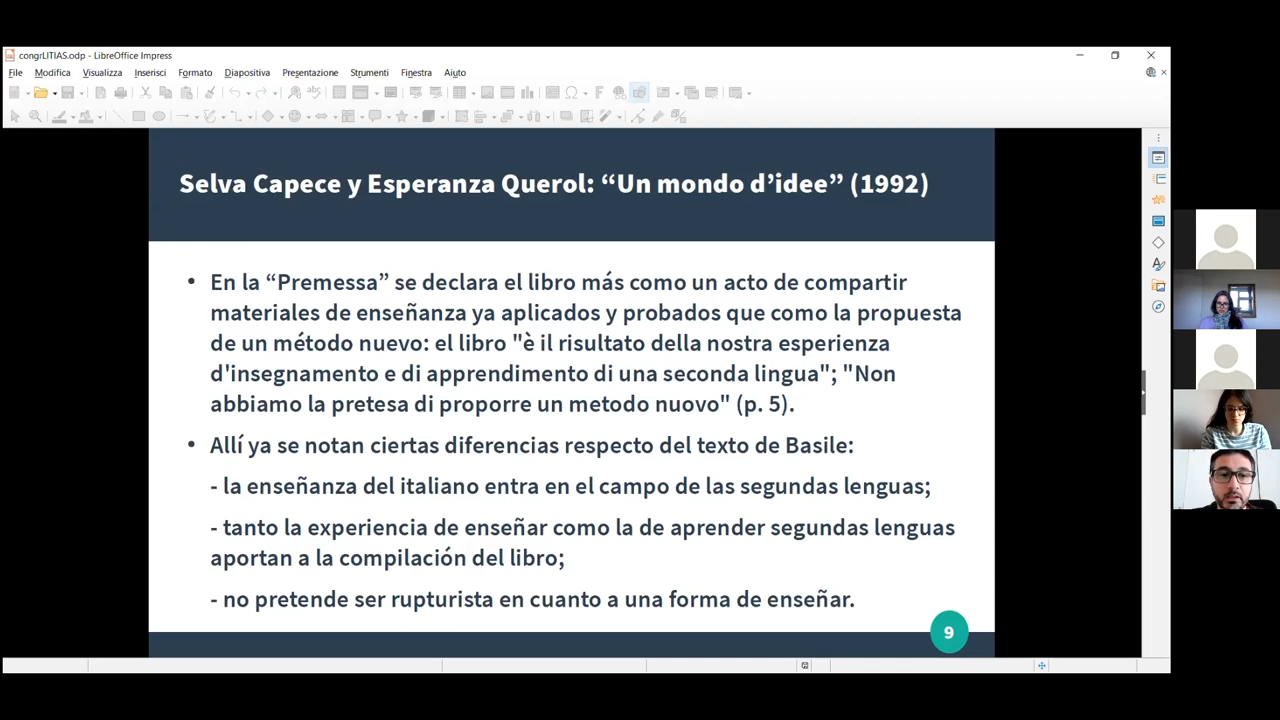 congrLITIAS.odp - LibreOffice Impress
File Modifica Visualizza Inserisci Formato Diapositiva Presentazione Strumenti Finestra Aiuto
Selva Capece y Esperanza Querol: “Un mondo d’idee” (1992)
• En la “Premessa” se declara el libro más como un acto de compartir
materiales de enseñanza ya aplicados y probados que como la propuesta
de un método nuevo: el libro "è il risultato della nostra esperienza
d'insegnamento e di apprendimento di una seconda lingua"; "Non
abbiamo la pretesa di proporre un metodo nuovo" (p. 5).
• Allí ya se notan ciertas diferencias respecto del texto de Basile:
- la enseñanza del italiano entra en el campo de las segundas lenguas;
- tanto la experiencia de enseñar como la de aprender segundas lenguas
aportan a la compilación del libro;
- no pretende ser rupturista en cuanto a una forma de enseñar.
9